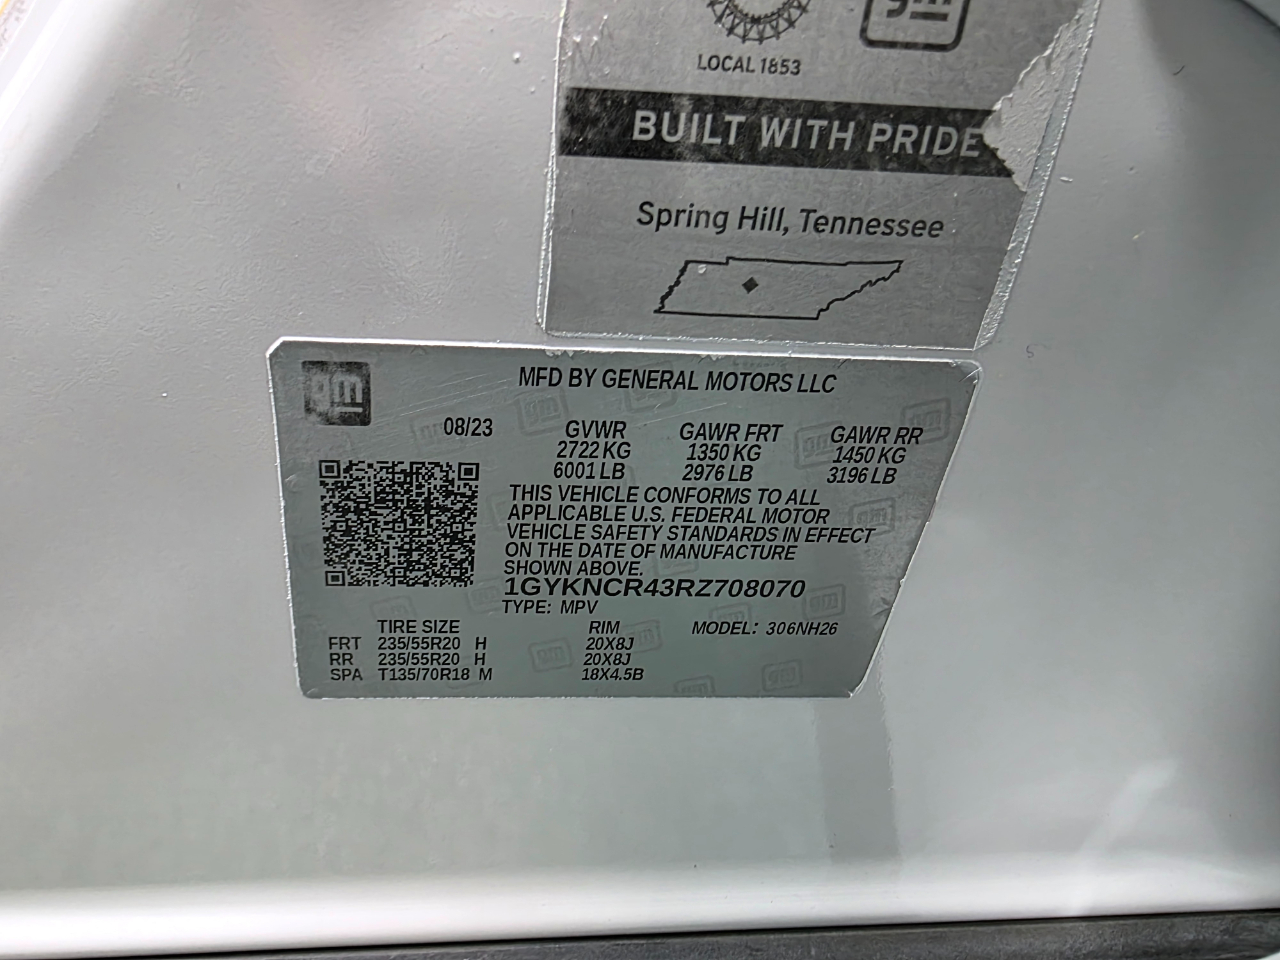 gm
LOCAL 1853
BUILT WITH PRIDE
Spring Hill, Tennessee
gm
MFD BY GENERAL MOTORS LLC
08/23 GVWR GAWR FRT GAWR RR
2722 KG 1350 KG 1450 KG
6001 LB 2976 LB 3196 LB
THIS VEHICLE CONFORMS TO ALL
APPLICABLE U.S. FEDERAL MOTOR
VEHICLE SAFETY STANDARDS IN EFFECT
ON THE DATE OF MANUFACTURE
SHOWN ABOVE.
1GYKNCR43RZ708070
TYPE: MPV
TIRE SIZE RIM MODEL: 306NH26
FRT 235/55R20 H 20X8J
RR 235/55R20 H 20X8J
SPA T135/70R18 M 18X4.5B